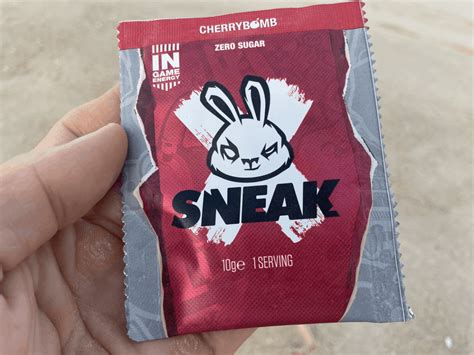 CHERRYBOMB
ZERO SUGAR
IN
GAME
ENERGY
SNEAK
10g℮ 1 SERVING